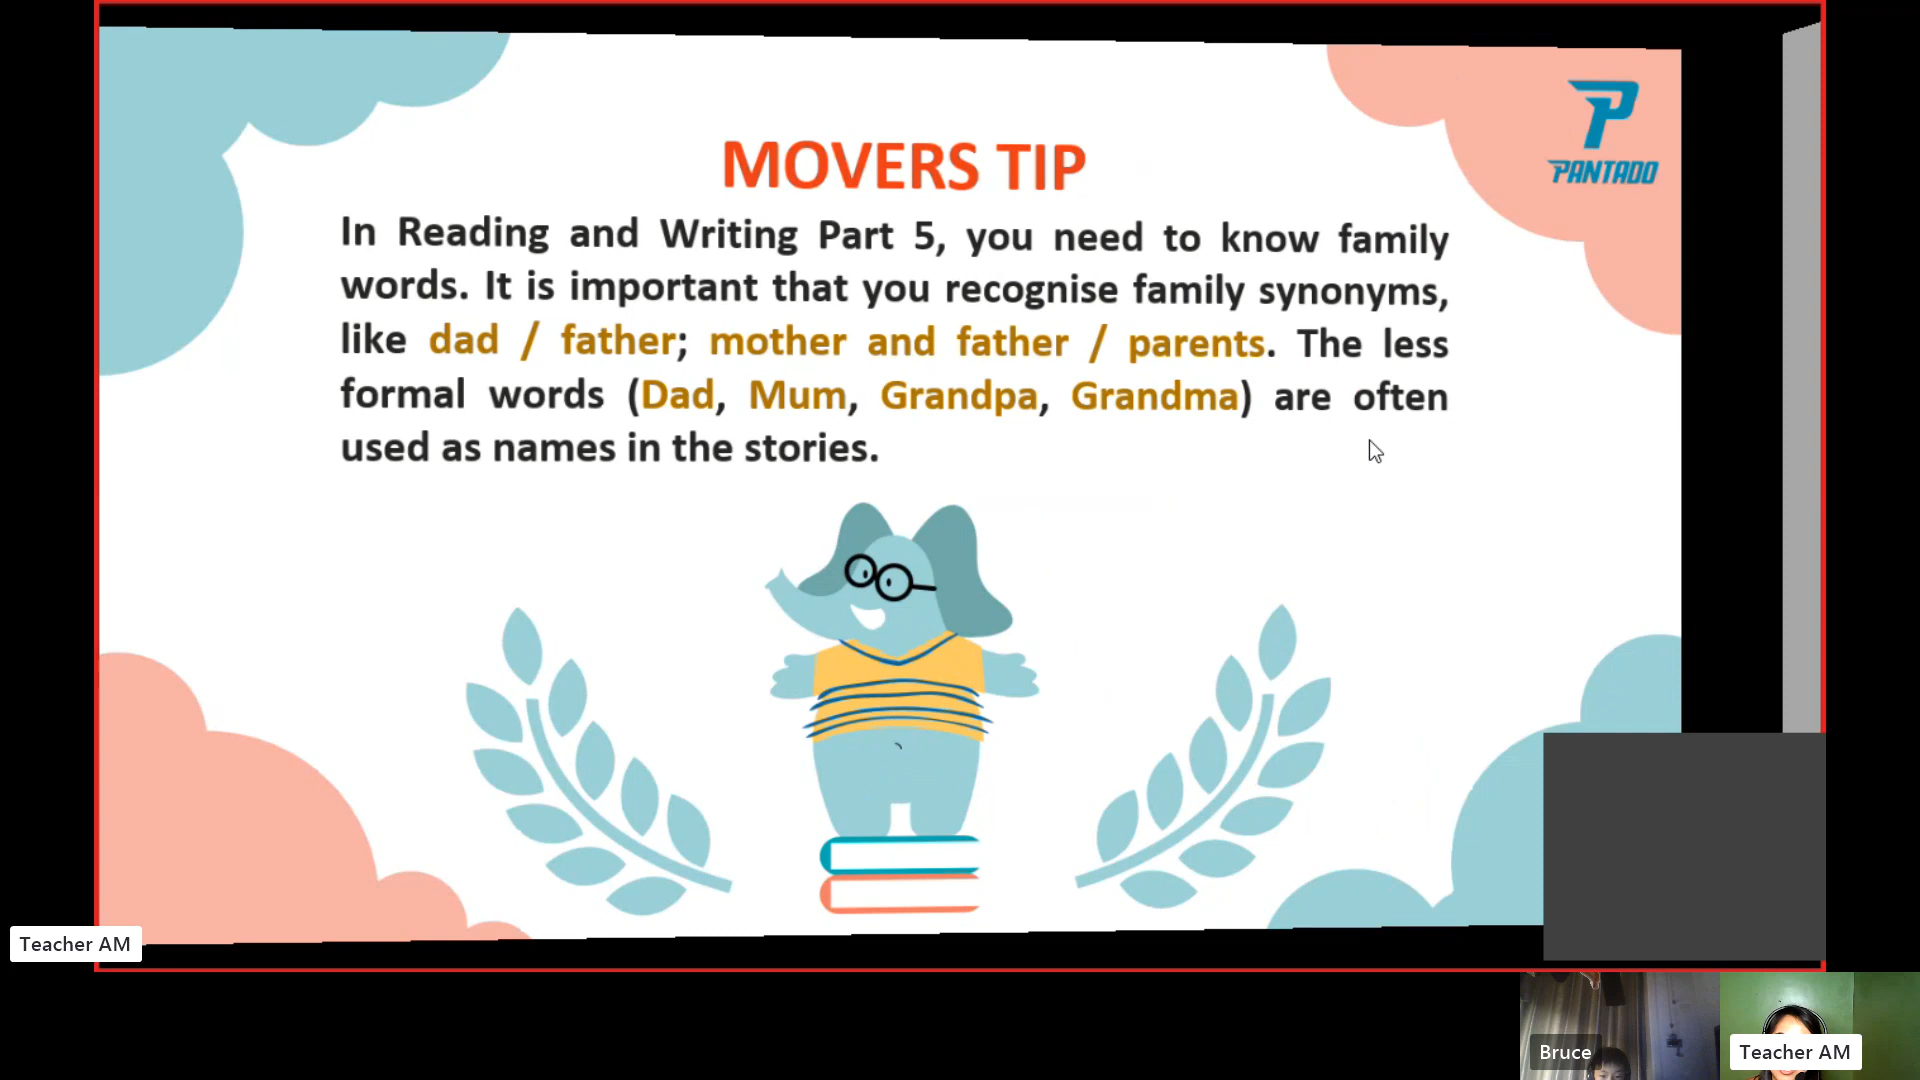 P
PANTADO
MOVERS TIP
In Reading and Writing Part 5, you need to know family
words. It is important that you recognise family synonyms,
like dad / father; mother and father / parents. The less
formal words (Dad, Mum, Grandpa, Grandma) are often
used as names in the stories.
Teacher AM
Bruce
Teacher AM